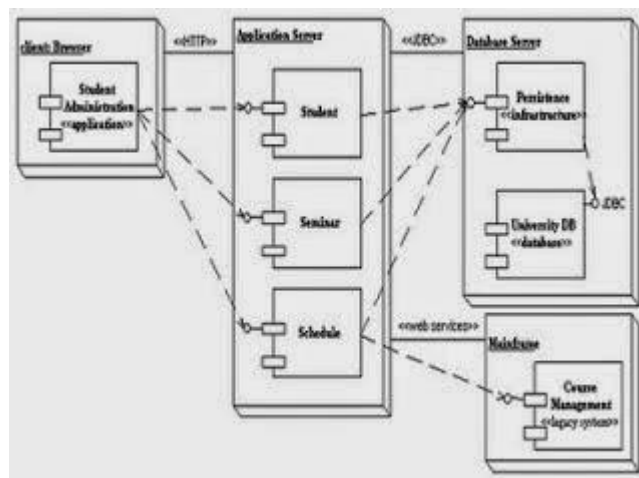 client: Browser
Student
Administration
<<application>>
<<HTTP>>
Application Server
Student
Seminar
Schedule
<<JDBC>>
Database Server
Persistence
<<infrastructure>>
JDBC
University DB
<<database>>
<<web services>>
Mainframe
Course
Management
<<legacy system>>